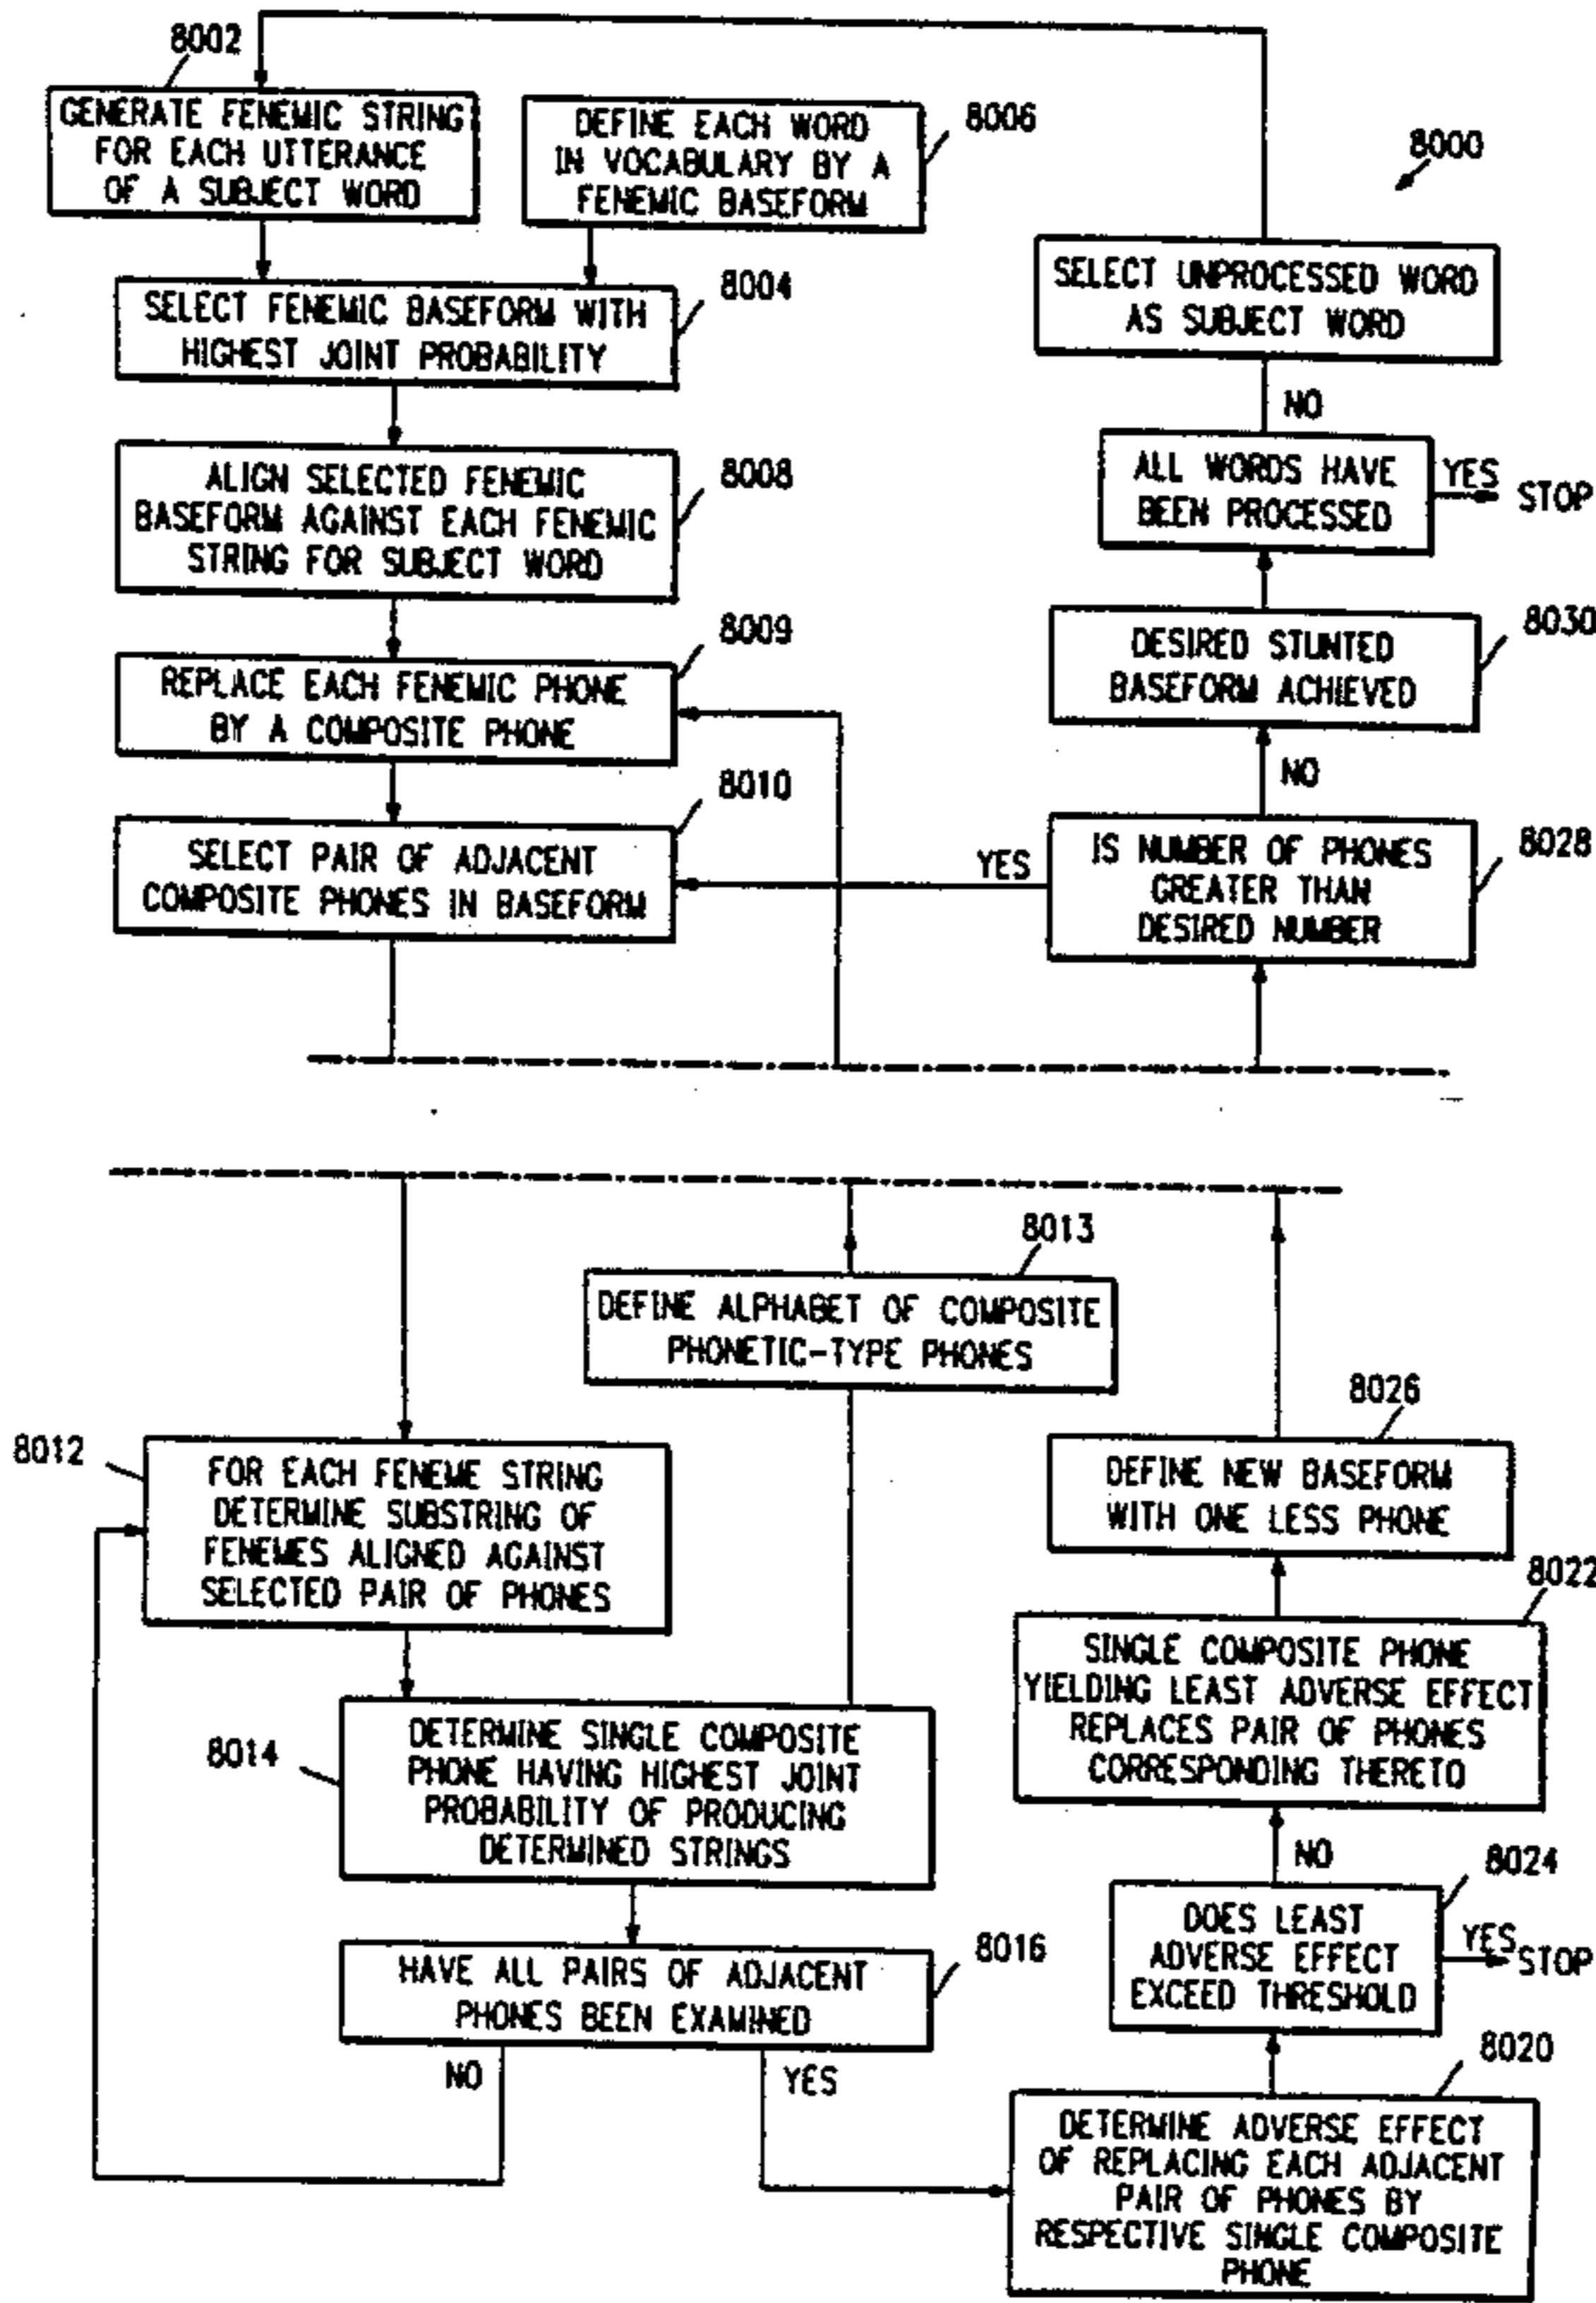 8002
GENERATE FENEMIC STRING
FOR EACH UTTERANCE
OF A SUBJECT WORD
DEFINE EACH WORD
IN VOCABULARY BY A
FENEMIC BASEFORM
8006
8000
SELECT UNPROCESSED WORD
AS SUBJECT WORD
SELECT FENEMIC BASEFORM WITH
HIGHEST JOINT PROBABILITY
8004
NO
ALL WORDS HAVE
BEEN PROCESSED
YES
STOP
ALIGN SELECTED FENEMIC
BASEFORM AGAINST EACH FENEMIC
STRING FOR SUBJECT WORD
8008
8009
REPLACE EACH FENEMIC PHONE
BY A COMPOSITE PHONE
8030
DESIRED STUNTED
BASEFORM ACHIEVED
NO
8010
SELECT PAIR OF ADJACENT
COMPOSITE PHONES IN BASEFORM
YES
IS NUMBER OF PHONES
GREATER THAN
DESIRED NUMBER
8028
8013
DEFINE ALPHABET OF COMPOSITE
PHONETIC-TYPE PHONES
8012
FOR EACH FENEME STRING
DETERMINE SUBSTRING OF
FENEMES ALIGNED AGAINST
SELECTED PAIR OF PHONES
8026
DEFINE NEW BASEFORM
WITH ONE LESS PHONE
8022
SINGLE COMPOSITE PHONE
YIELDING LEAST ADVERSE EFFECT
REPLACES PAIR OF PHONES
CORRESPONDING THERETO
8014
DETERMINE SINGLE COMPOSITE
PHONE HAVING HIGHEST JOINT
PROBABILITY OF PRODUCING
DETERMINED STRINGS
NO
8024
DOES LEAST
ADVERSE EFFECT
EXCEED THRESHOLD
YES
STOP
HAVE ALL PAIRS OF ADJACENT
PHONES BEEN EXAMINED
8016
NO
YES
8020
DETERMINE ADVERSE EFFECT
OF REPLACING EACH ADJACENT
PAIR OF PHONES BY
RESPECTIVE SINGLE COMPOSITE
PHONE